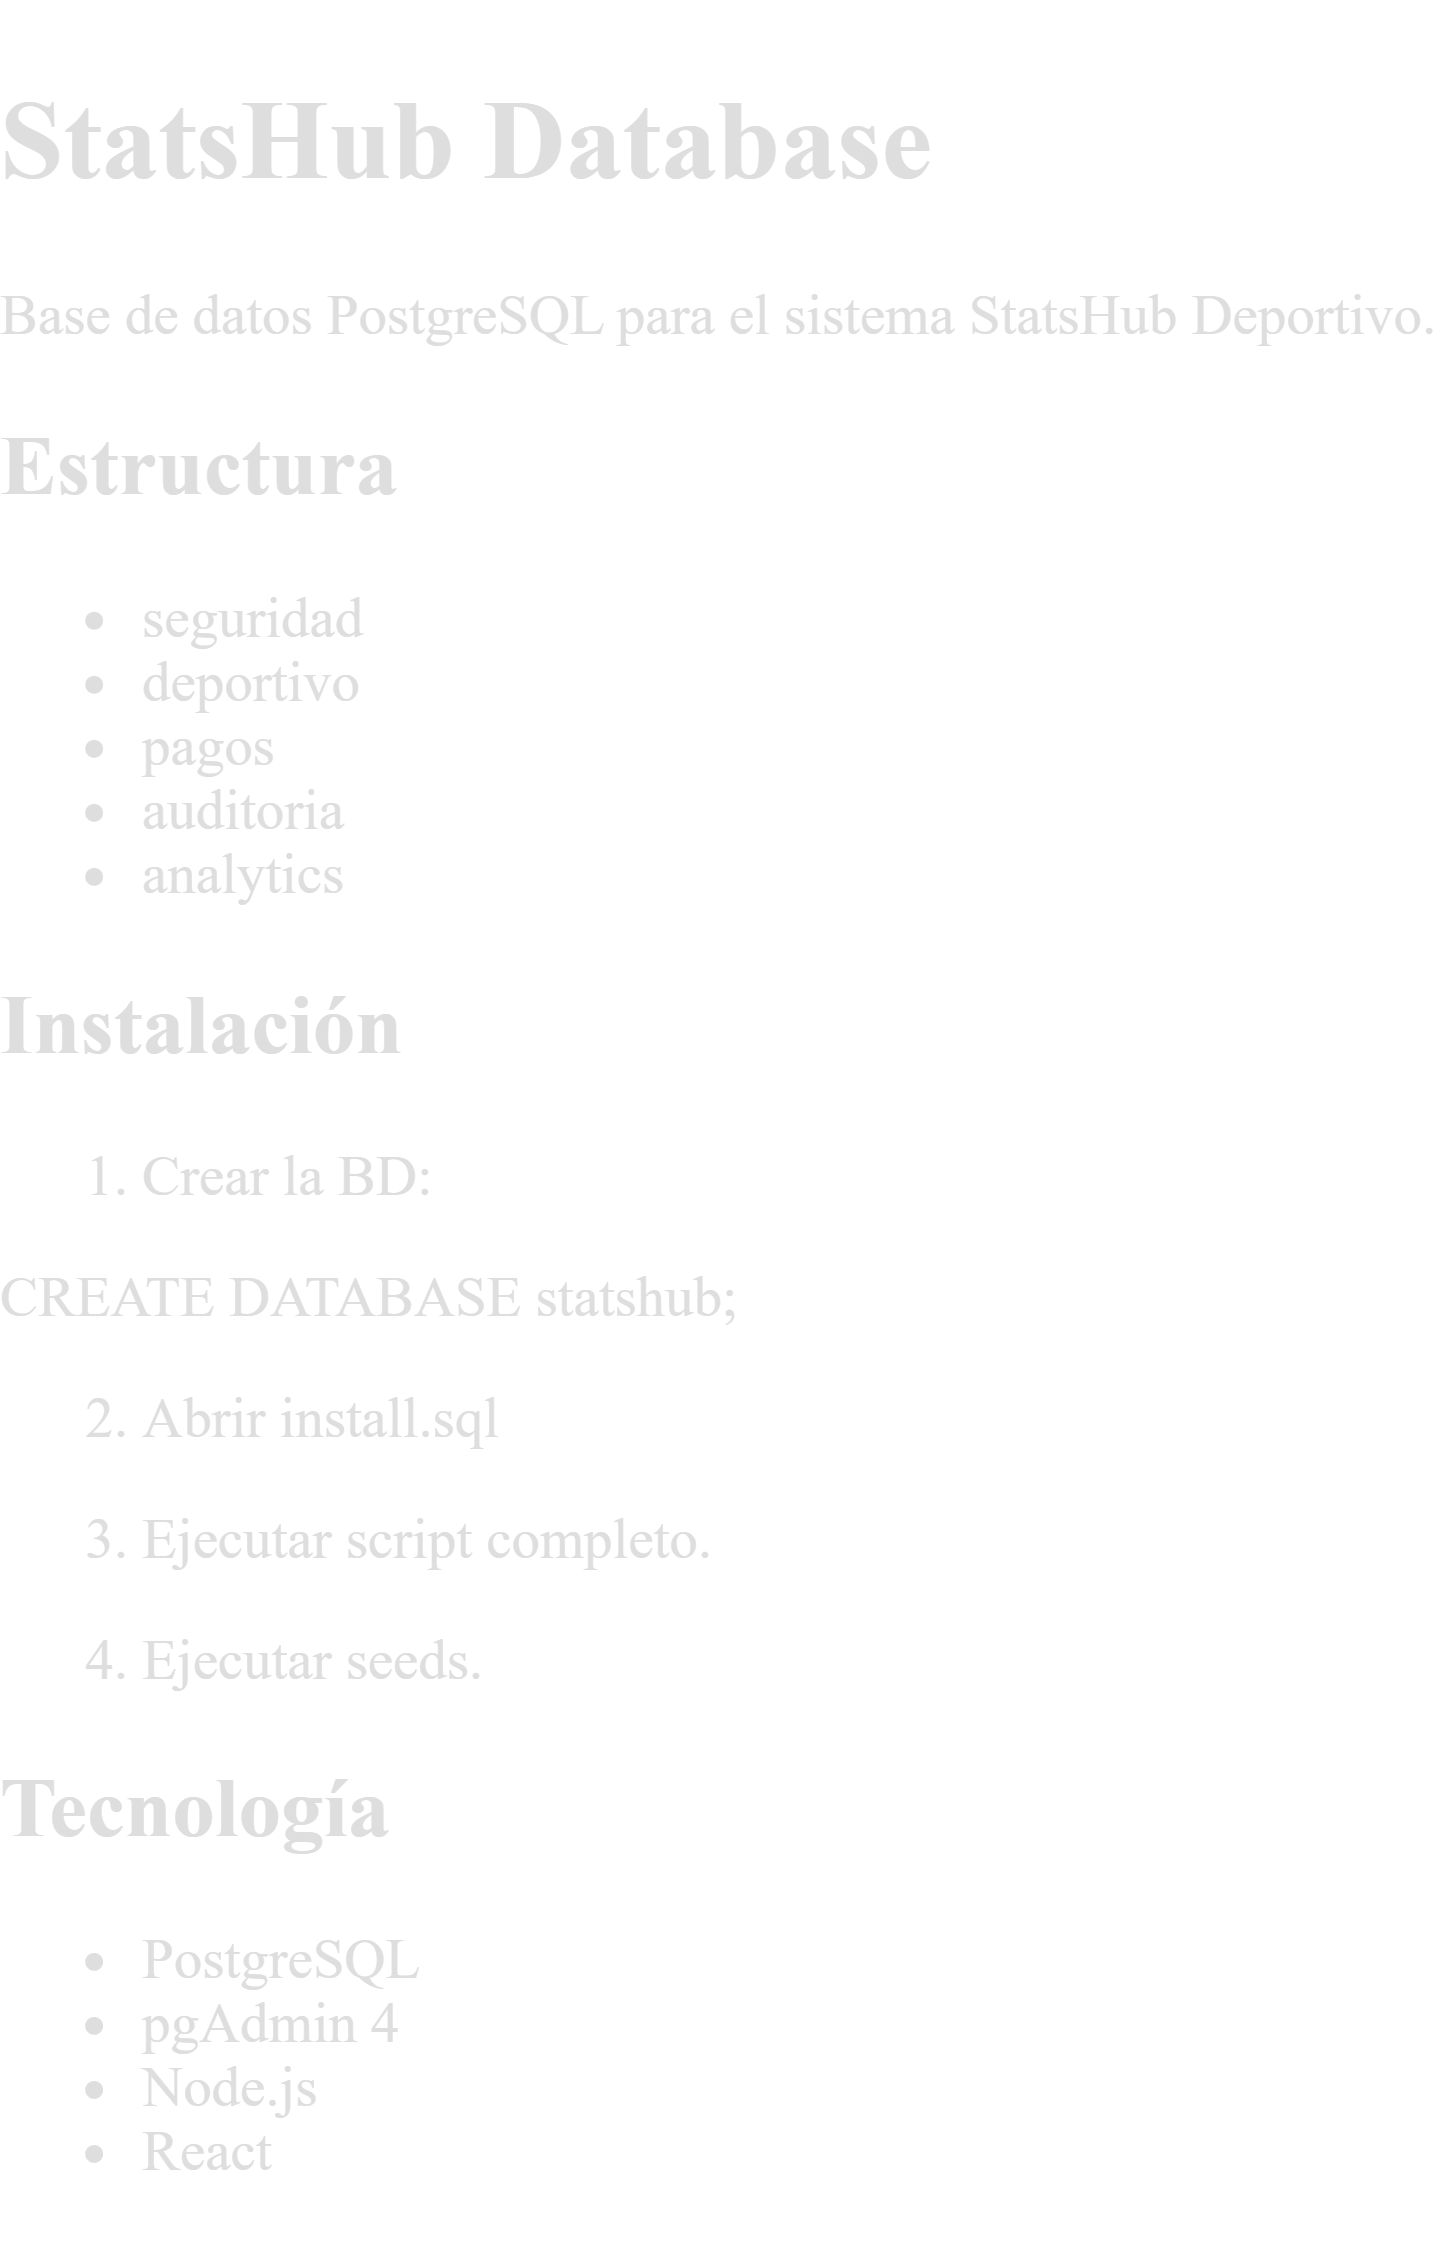 StatsHub Database
Base de datos PostgreSQL para el sistema StatsHub Deportivo.
Estructura
• seguridad
• deportivo
• pagos
• auditoria
• analytics
Instalación
1. Crear la BD:
CREATE DATABASE statshub;
2. Abrir install.sql
3. Ejecutar script completo.
4. Ejecutar seeds.
Tecnología
• PostgreSQL
• pgAdmin 4
• Node.js
• React